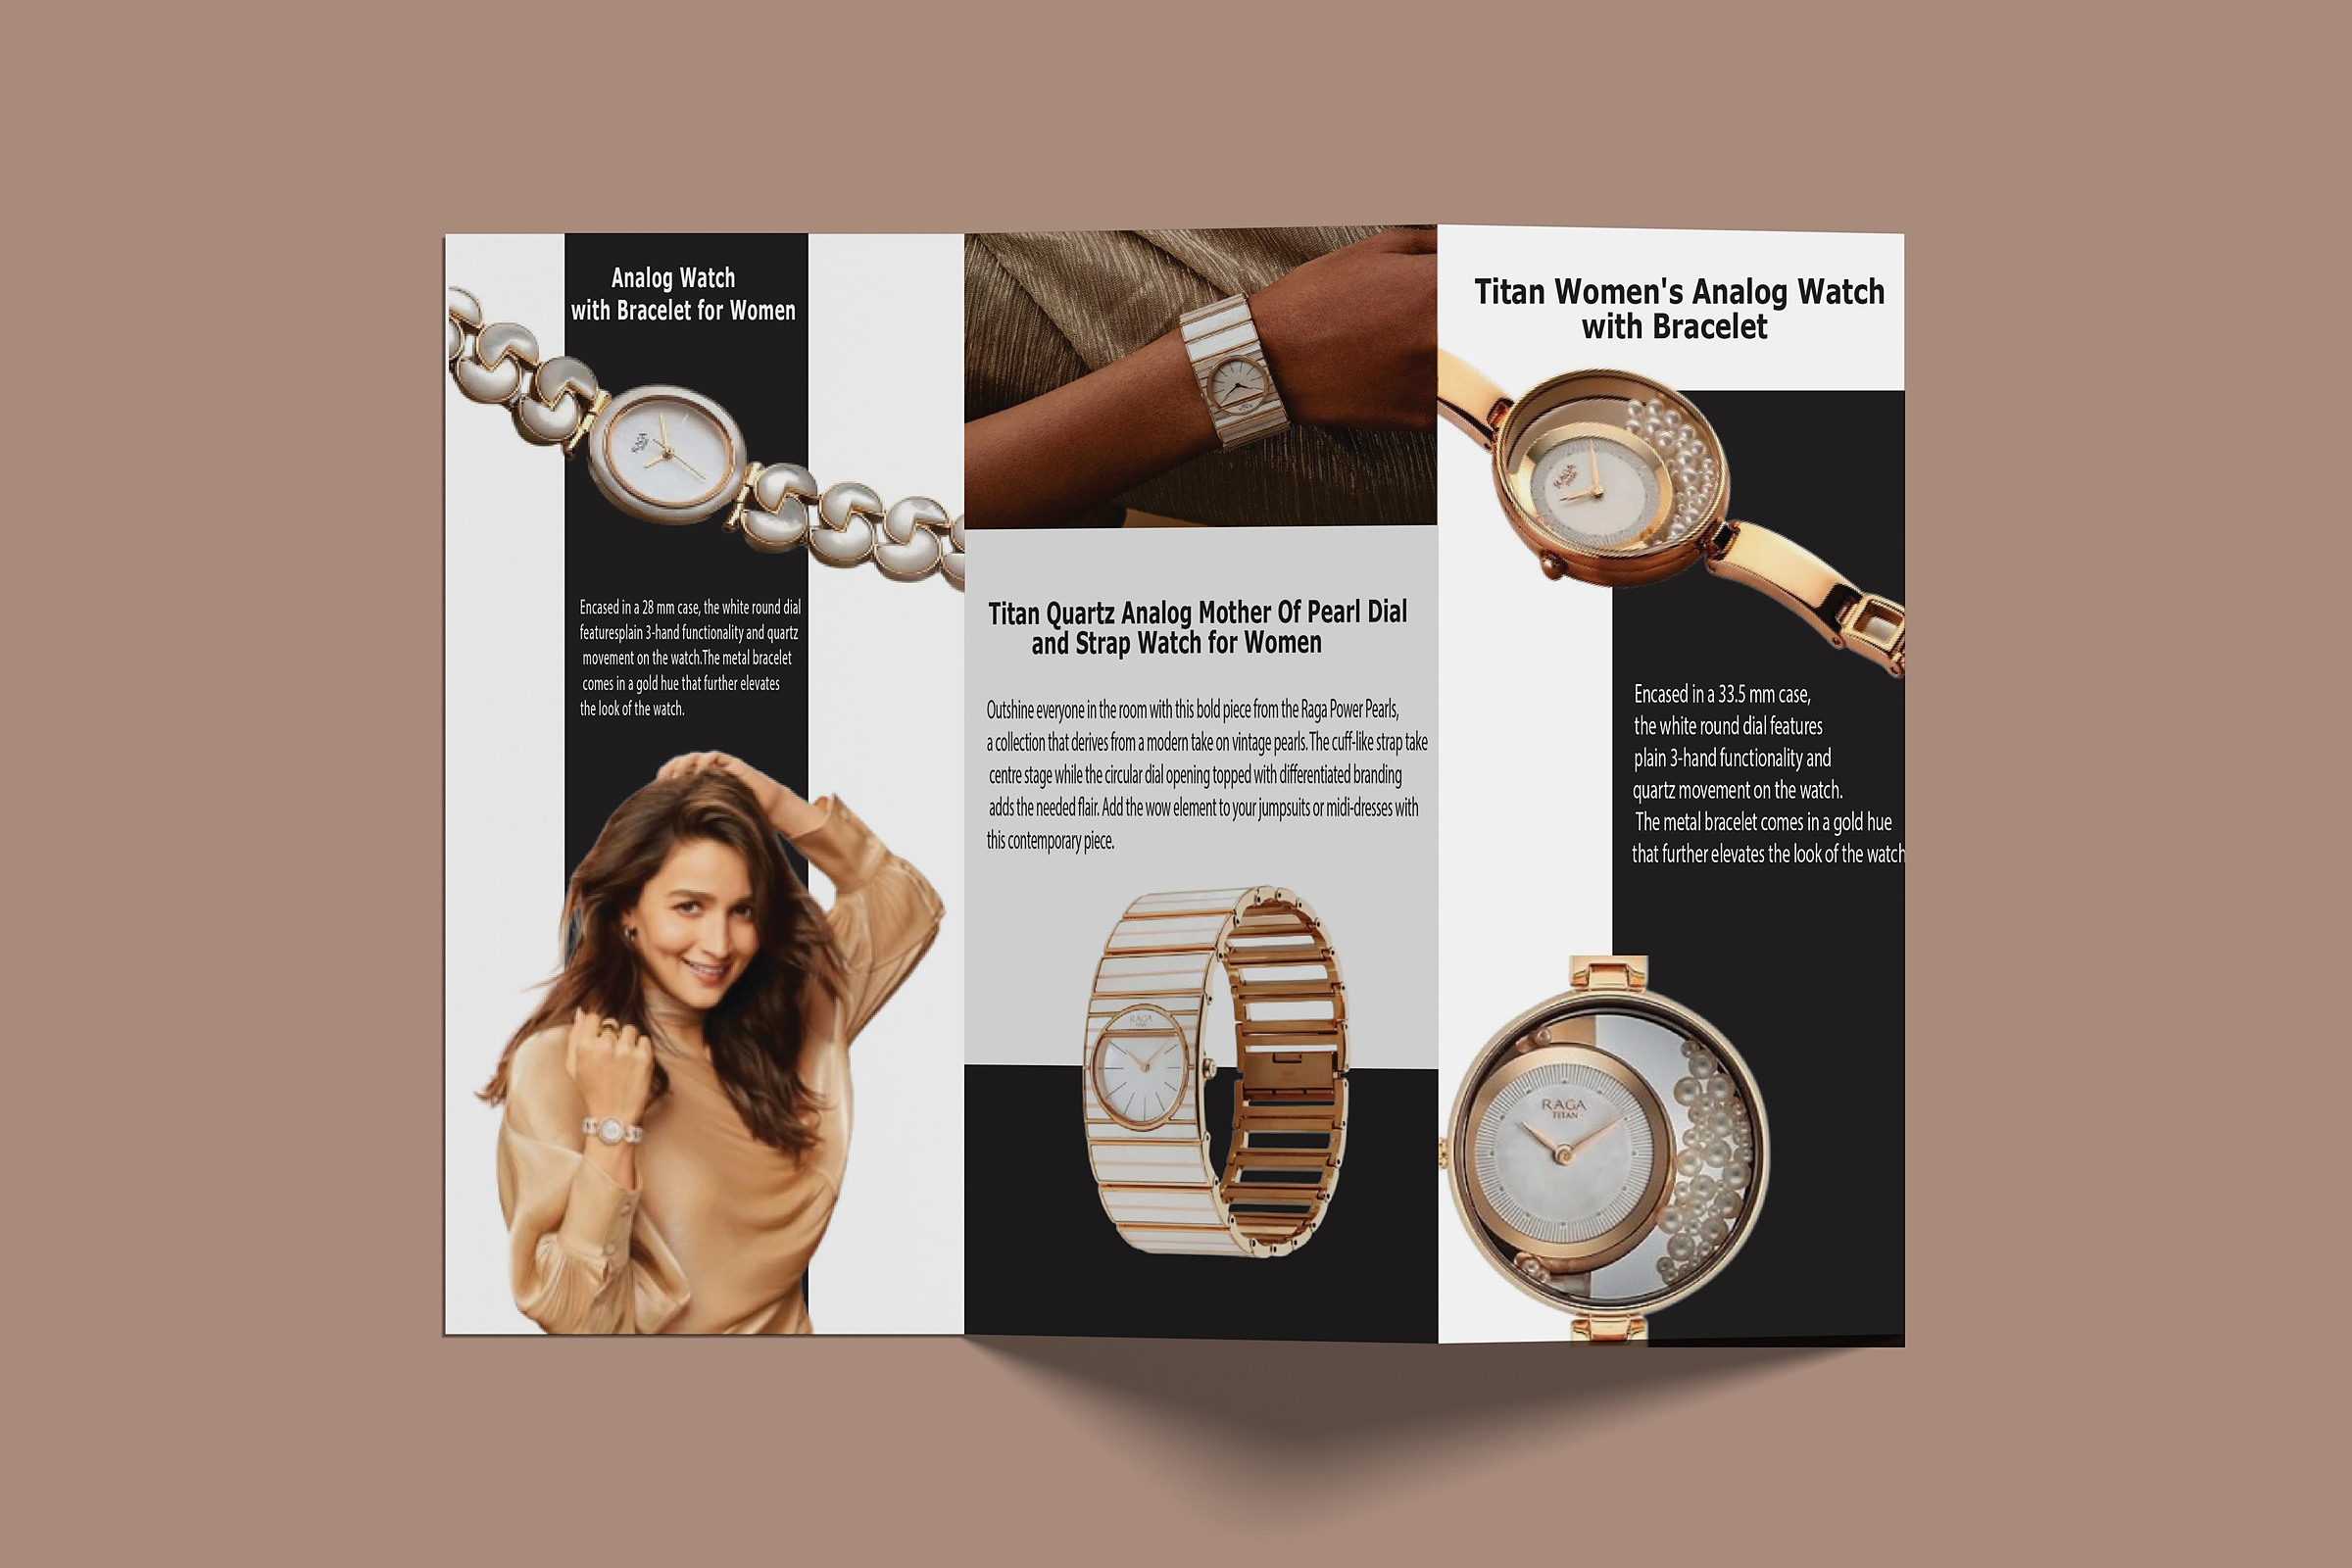 Analog Watch
with Bracelet for Women
RAGA
Encased in a 28 mm case, the white round dial
featuresplain 3-hand functionality and quartz
movement on the watch.The metal bracelet
comes in a gold hue that further elevates
the look of the watch.
Titan Quartz Analog Mother Of Pearl Dial
and Strap Watch for Women
Outshine everyone in the room with this bold piece from the Raga Power Pearls,
a collection that derives from a modern take on vintage pearls. The cuff-like strap take
centre stage while the circular dial opening topped with differentiated branding
adds the needed flair. Add the wow element to your jumpsuits or midi-dresses with
this contemporary piece.
RAGA
Titan Women's Analog Watch
with Bracelet
RAGA
Encased in a 33.5 mm case,
the white round dial features
plain 3-hand functionality and
quartz movement on the watch.
The metal bracelet comes in a gold hue
that further elevates the look of the watch
RAGA
TITAN